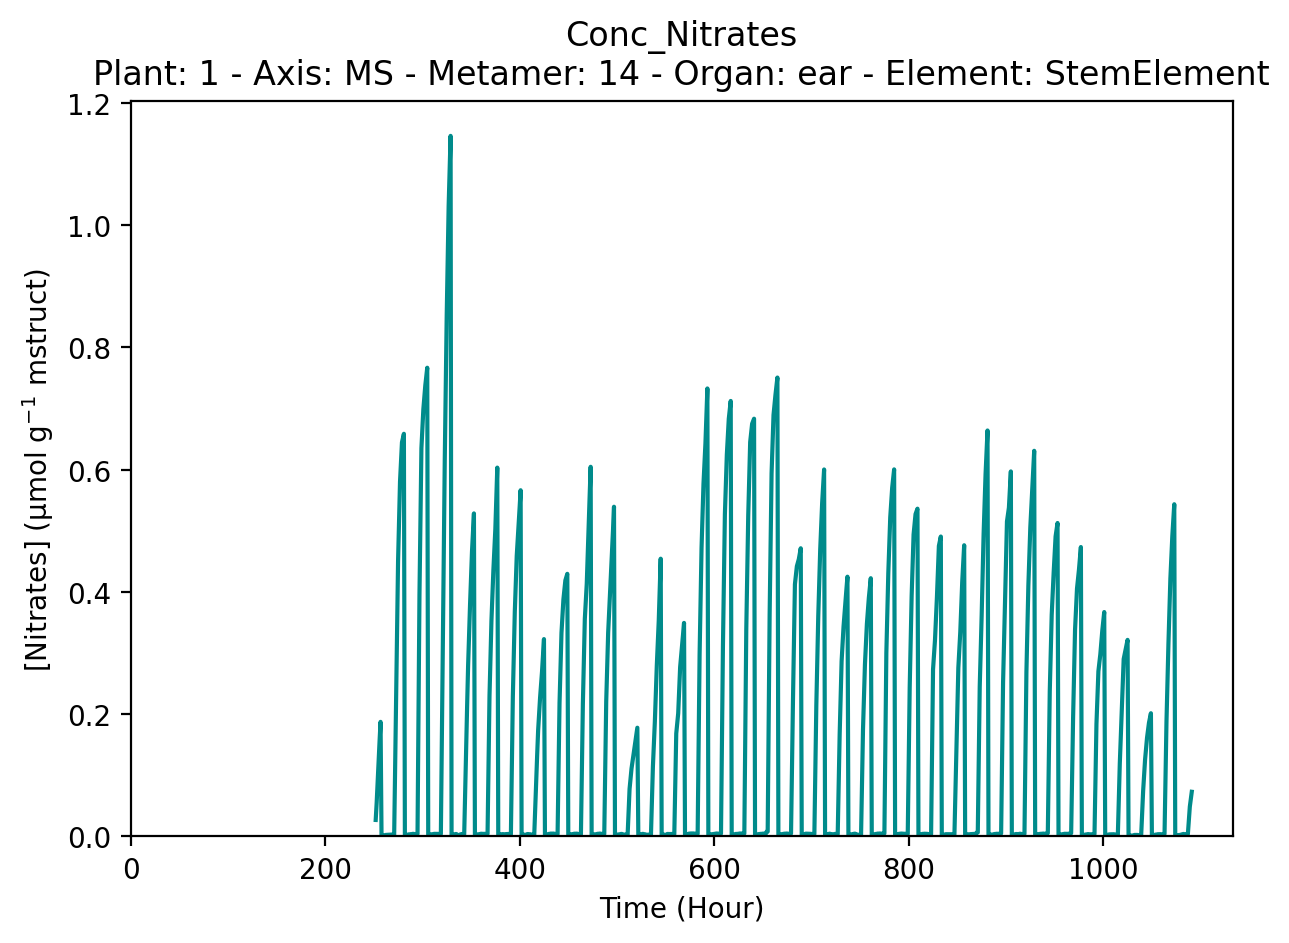 Conc_Nitrates
Plant: 1 - Axis: MS - Metamer: 14 - Organ: ear - Element: StemElement
[Nitrates] (µmol g⁻¹ mstruct)
1.2
1.0
0.8
0.6
0.4
0.2
0.0
0 200 400 600 800 1000
Time (Hour)